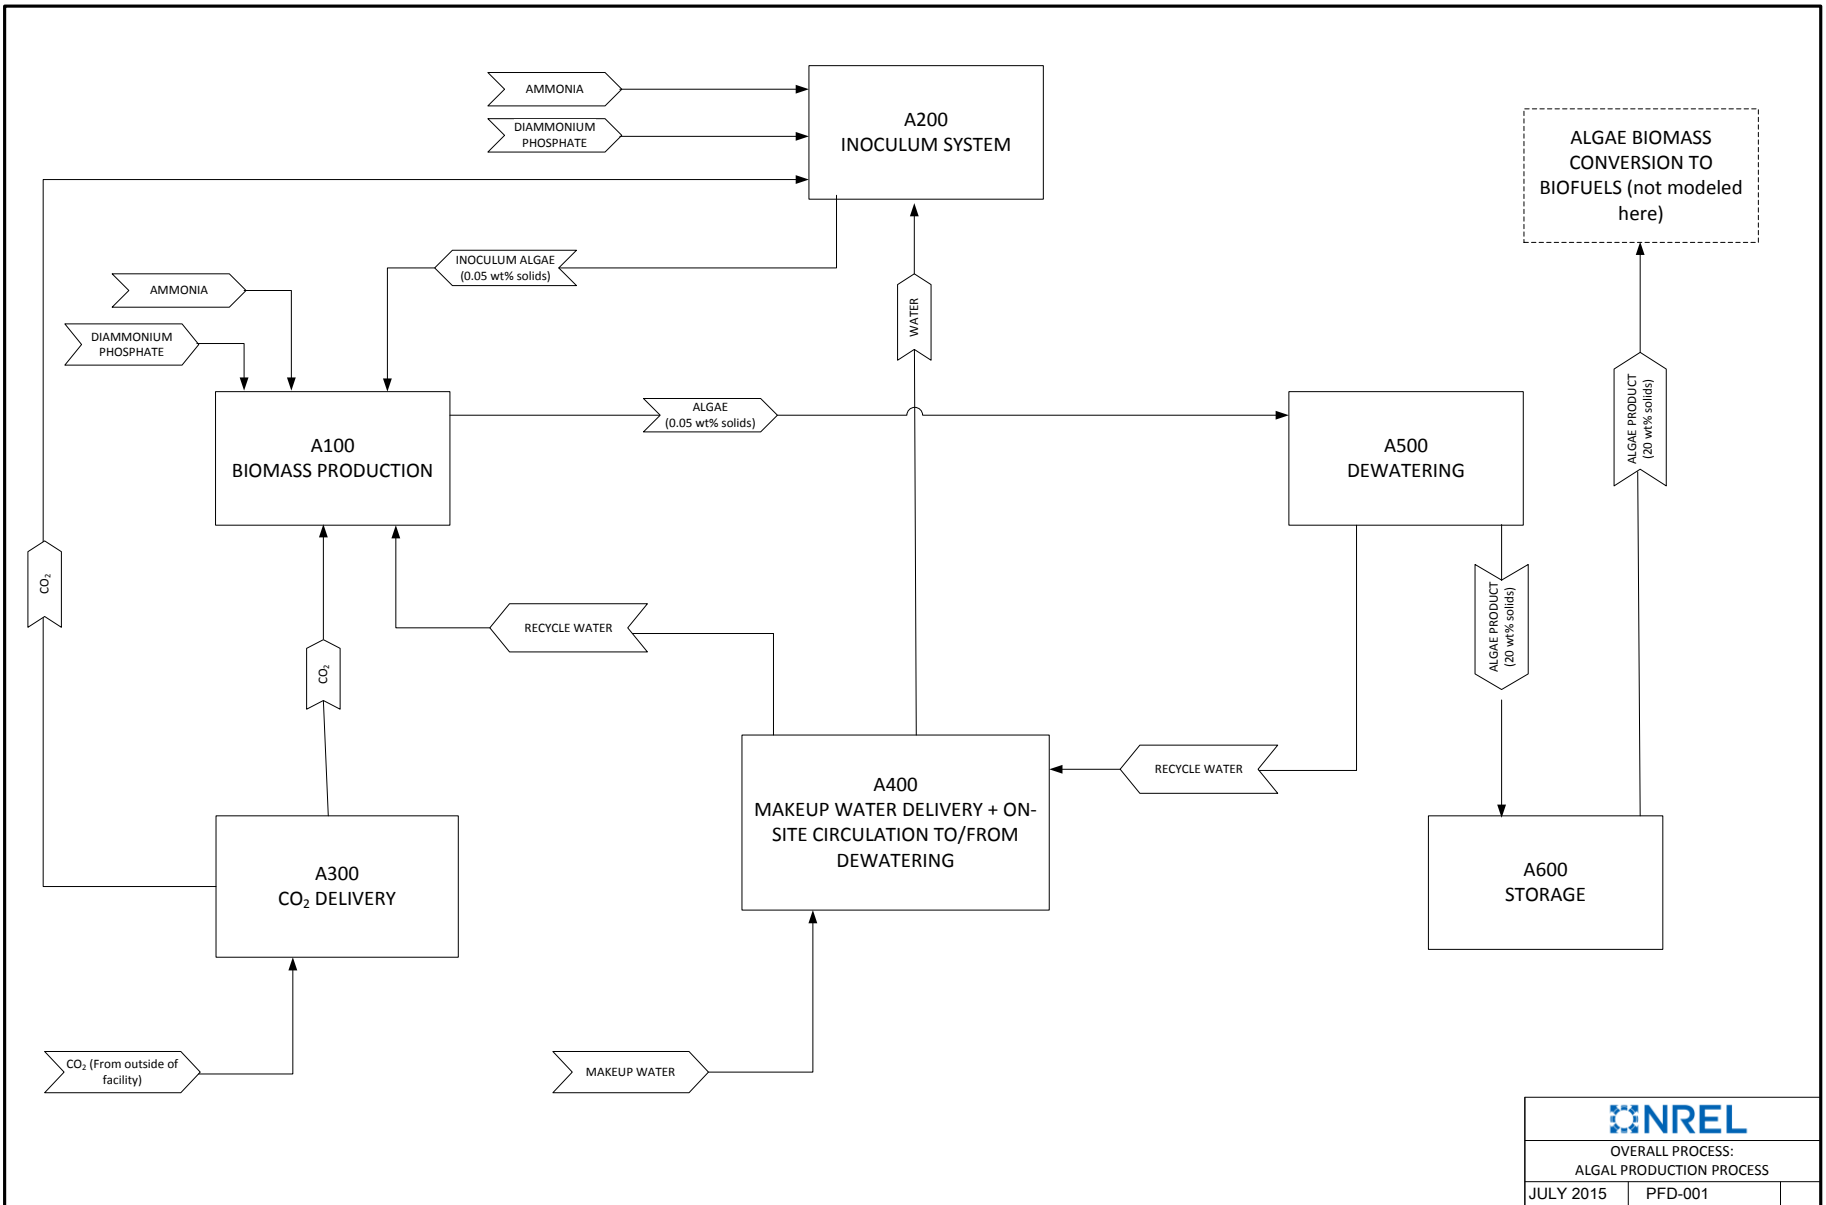 AMMONIA
DIAMMONIUM
PHOSPHATE
A200
INOCULUM SYSTEM
ALGAE BIOMASS
CONVERSION TO
BIOFUELS (not modeled
here)
INOCULUM ALGAE
(0.05 wt% solids)
AMMONIA
DIAMMONIUM
PHOSPHATE
WATER
ALGAE PRODUCT
(20 wt% solids)
A100
BIOMASS PRODUCTION
ALGAE
(0.05 wt% solids)
A500
DEWATERING
CO₂
CO₂
RECYCLE WATER
ALGAE PRODUCT
(20 wt% solids)
RECYCLE WATER
A400
MAKEUP WATER DELIVERY + ON-
SITE CIRCULATION TO/FROM
DEWATERING
A300
CO₂ DELIVERY
A600
STORAGE
CO₂ (From outside of
facility)
MAKEUP WATER
NREL
OVERALL PROCESS:
ALGAL PRODUCTION PROCESS
JULY 2015 PFD-001